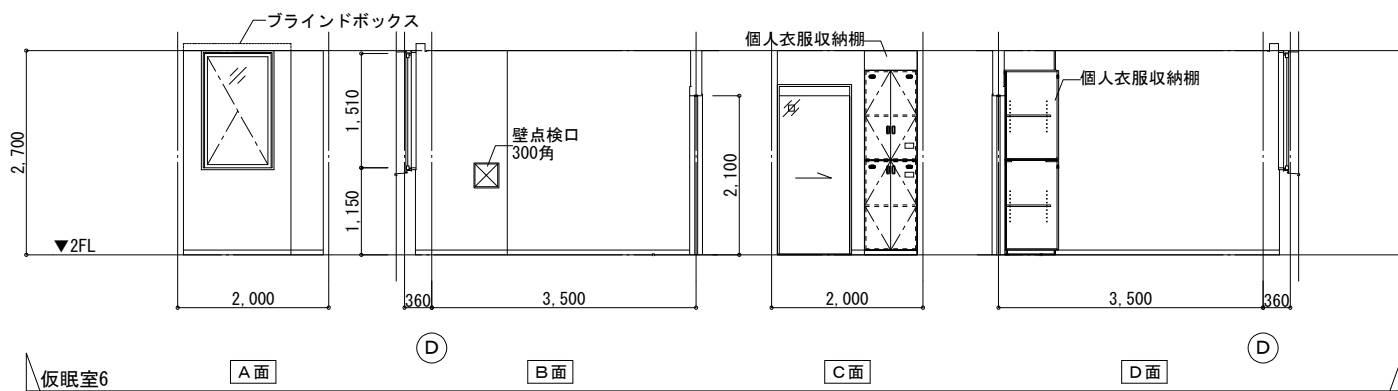 ブラインドボックス
個人衣服収納棚
個人衣服収納棚
壁点検口
300角
2,700
1,510
1,150
2,100
▼2FL
2,000
360
3,500
2,000
3,500
360
D
D
仮眠室6
A面
B面
C面
D面